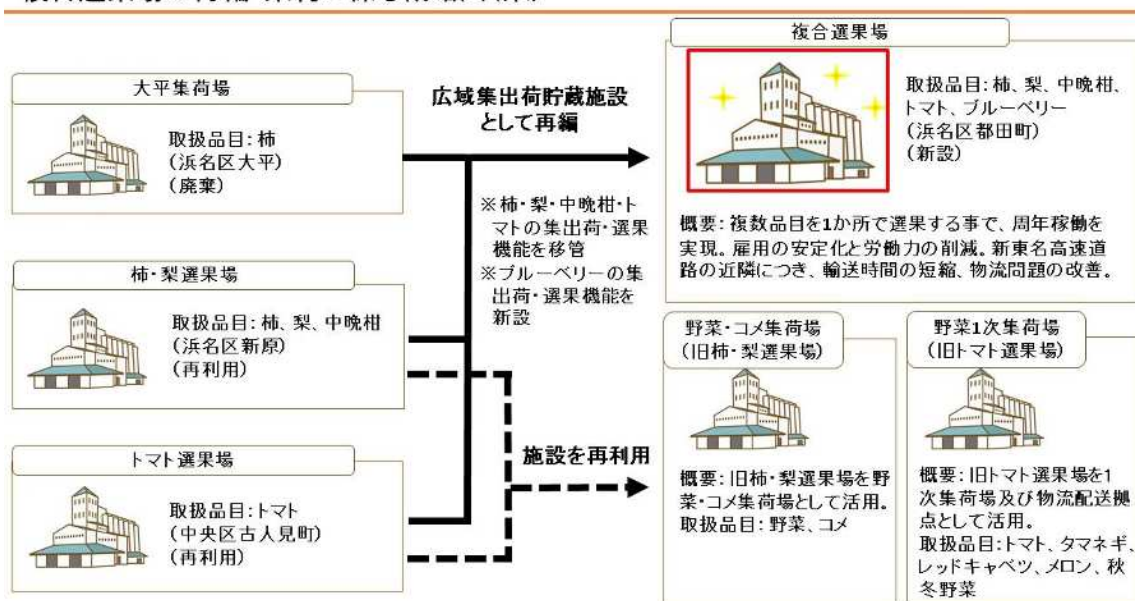 大平集荷場
取扱品目：柿
（浜名区大平）
（廃棄）
柿・梨選果場
取扱品目：柿、梨、中晩柑
（浜名区新原）
（再利用）
トマト選果場
取扱品目：トマト
（中央区古人見町）
（再利用）
広域集出荷貯蔵施設
として再編
※柿・梨・中晩柑・ト
マトの集出荷・選果
機能を移管
※ブルーベリーの集
出荷・選果機能を
新設
施設を再利用
複合選果場
取扱品目：柿、梨、中晩柑、
トマト、ブルーベリー
（浜名区都田町）
（新設）
概要：複数品目を1か所で選果する事で、周年稼働を
実現。雇用の安定化と労働力の削減。新東名高速道
路の近隣につき、輸送時間の短縮、物流問題の改善。
野菜・コメ集荷場
（旧柿・梨選果場）
概要：旧柿・梨選果場を野
菜・コメ集荷場として活用。
取扱品目：野菜、コメ
野菜1次集荷場
（旧トマト選果場）
概要：旧トマト選果場を1
次集荷場及び物流配送拠
点として活用。
取扱品目：トマト、タマネギ、
レッドキャベツ、メロン、秋
冬野菜